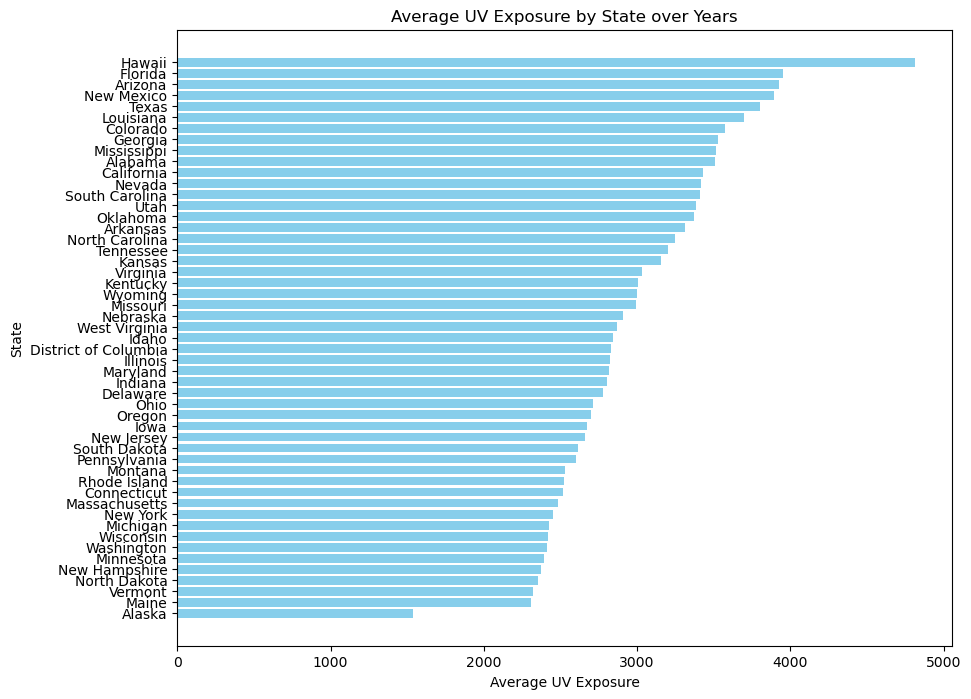 Average UV Exposure by State over Years
Hawaii
Florida
Arizona
New Mexico
Texas
Louisiana
Colorado
Georgia
Mississippi
Alabama
California
Nevada
South Carolina
Utah
Oklahoma
Arkansas
North Carolina
Tennessee
Kansas
Virginia
Kentucky
Wyoming
Missouri
Nebraska
West Virginia
Idaho
District of Columbia
Illinois
Maryland
Indiana
Delaware
Ohio
Oregon
Iowa
New Jersey
South Dakota
Pennsylvania
Montana
Rhode Island
Connecticut
Massachusetts
New York
Michigan
Wisconsin
Washington
Minnesota
New Hampshire
North Dakota
Vermont
Maine
Alaska
State
0 1000 2000 3000 4000 5000
Average UV Exposure